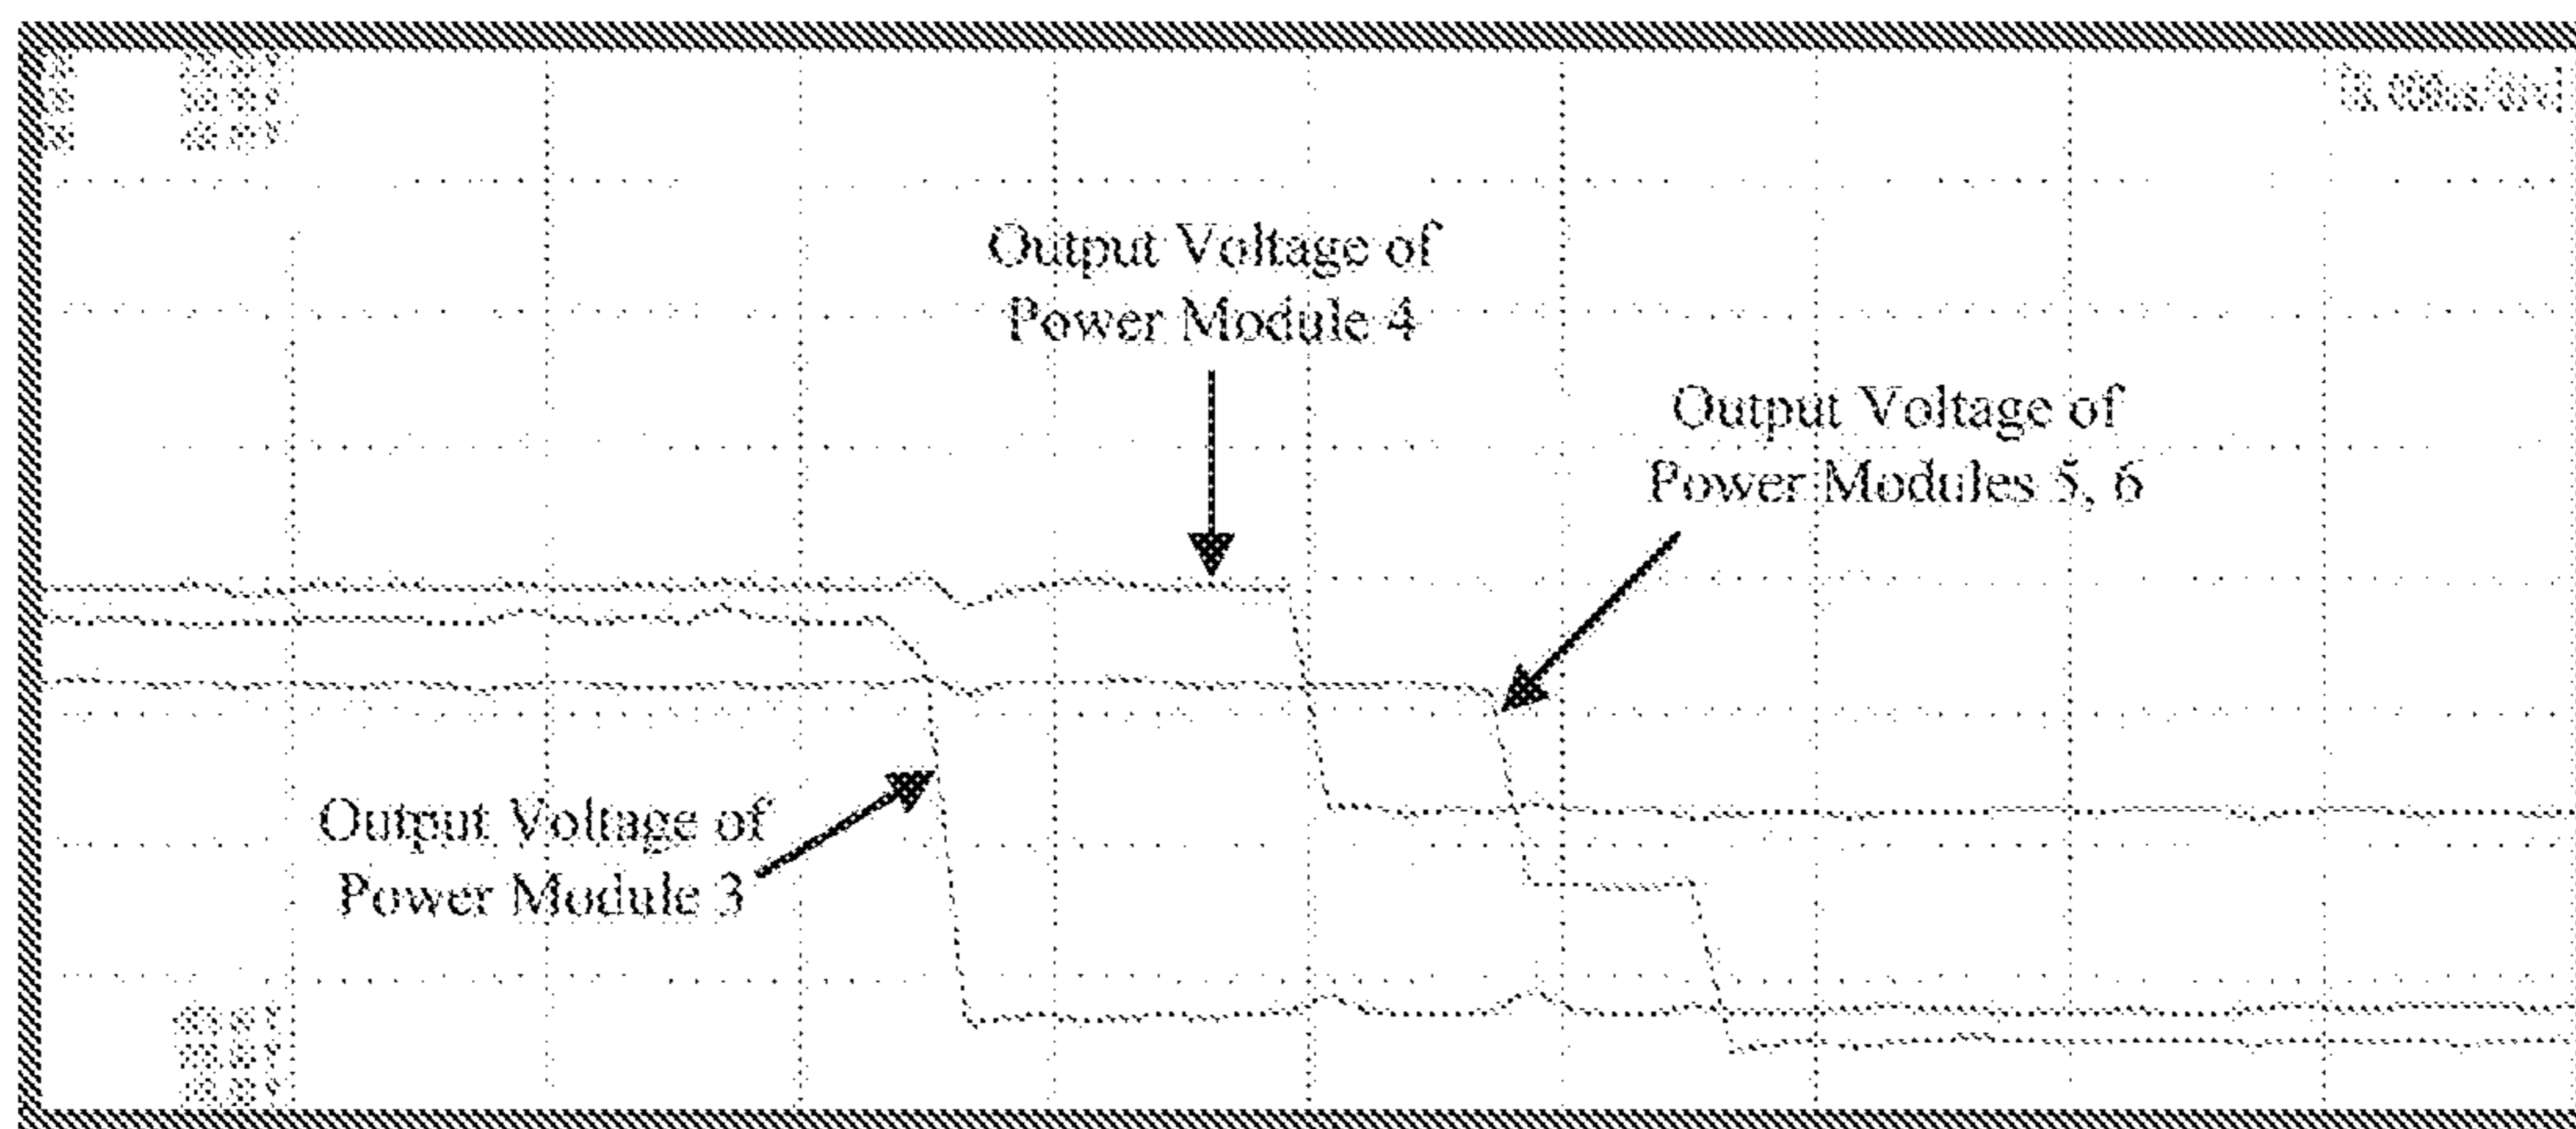 Output Voltage of
Power Module 4
Output Voltage of
Power Modules 5, 6
Output Voltage of
Power Module 3